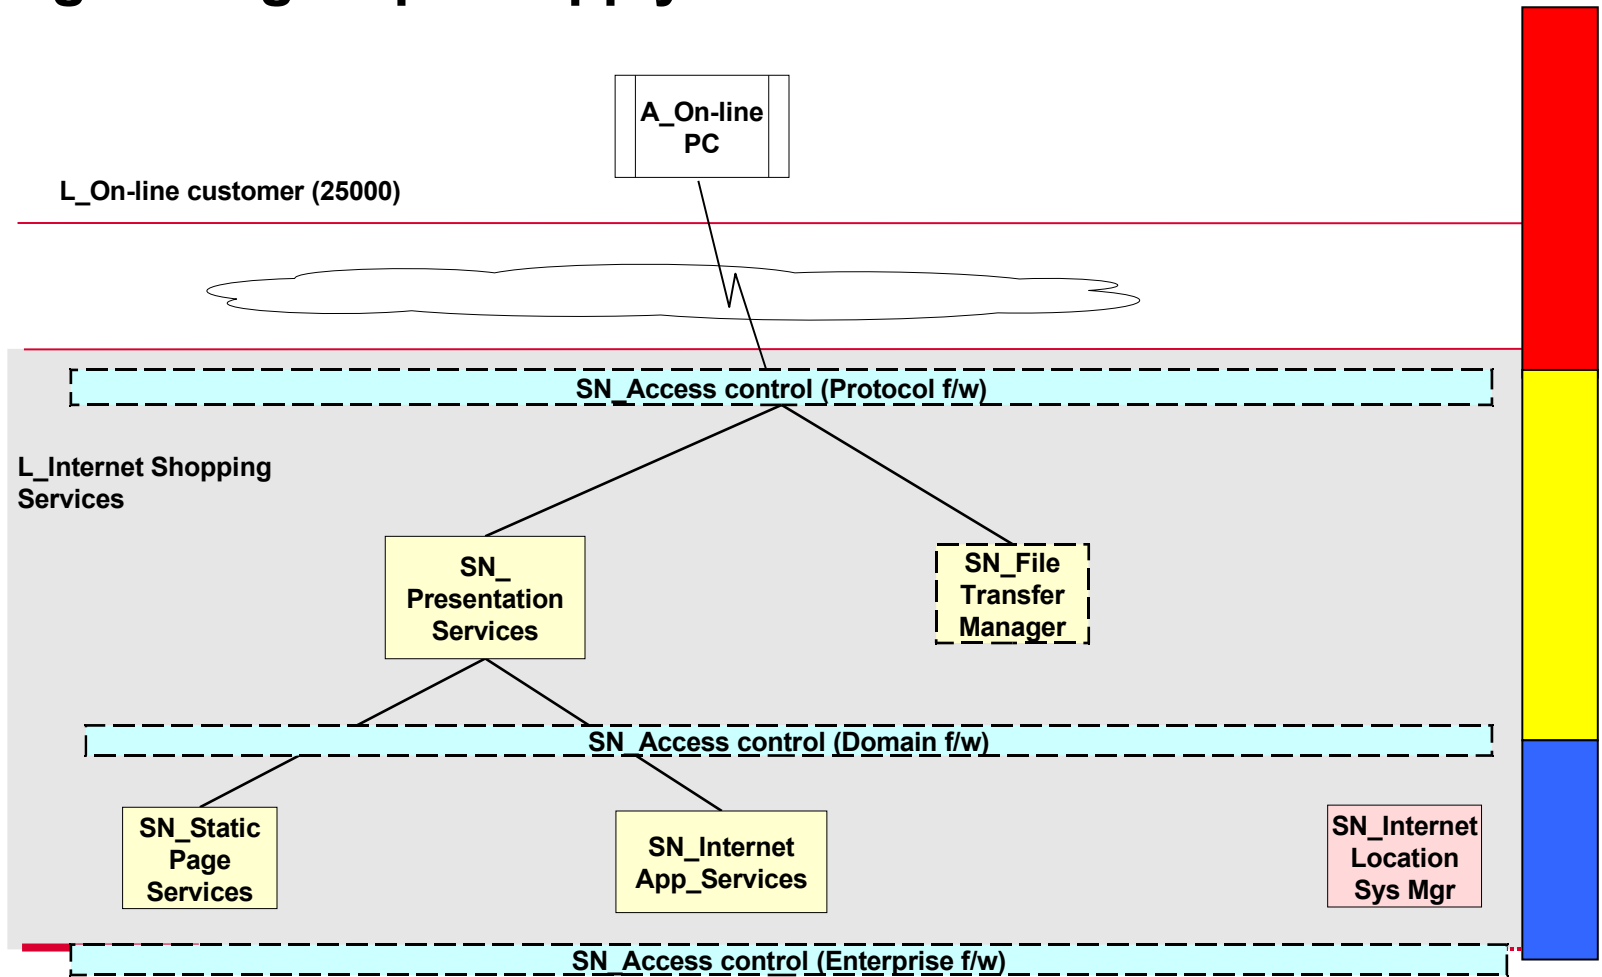 A_On-line
PC
L_On-line customer (25000)
SN_Access control (Protocol f/w)
L_Internet Shopping
Services
SN_
Presentation
Services
SN_File
Transfer
Manager
SN_Access control (Domain f/w)
SN_Static
Page
Services
SN_Internet
App_Services
SN_Internet
Location
Sys Mgr
SN_Access control (Enterprise f/w)